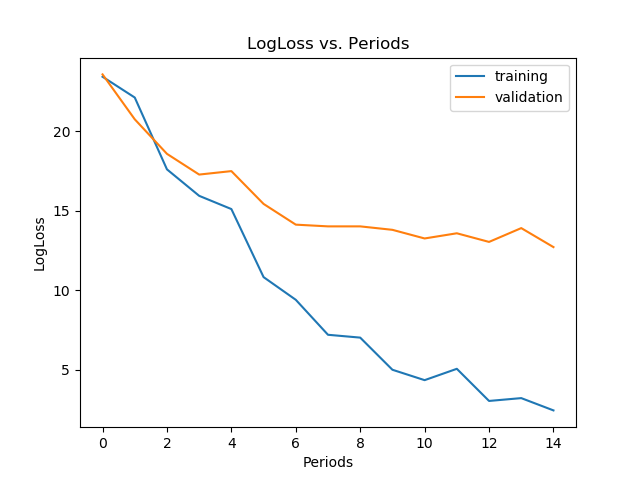 LogLoss vs. Periods
training
validation
LogLoss
20
15
10
5
0 2 4 6 8 10 12 14
Periods